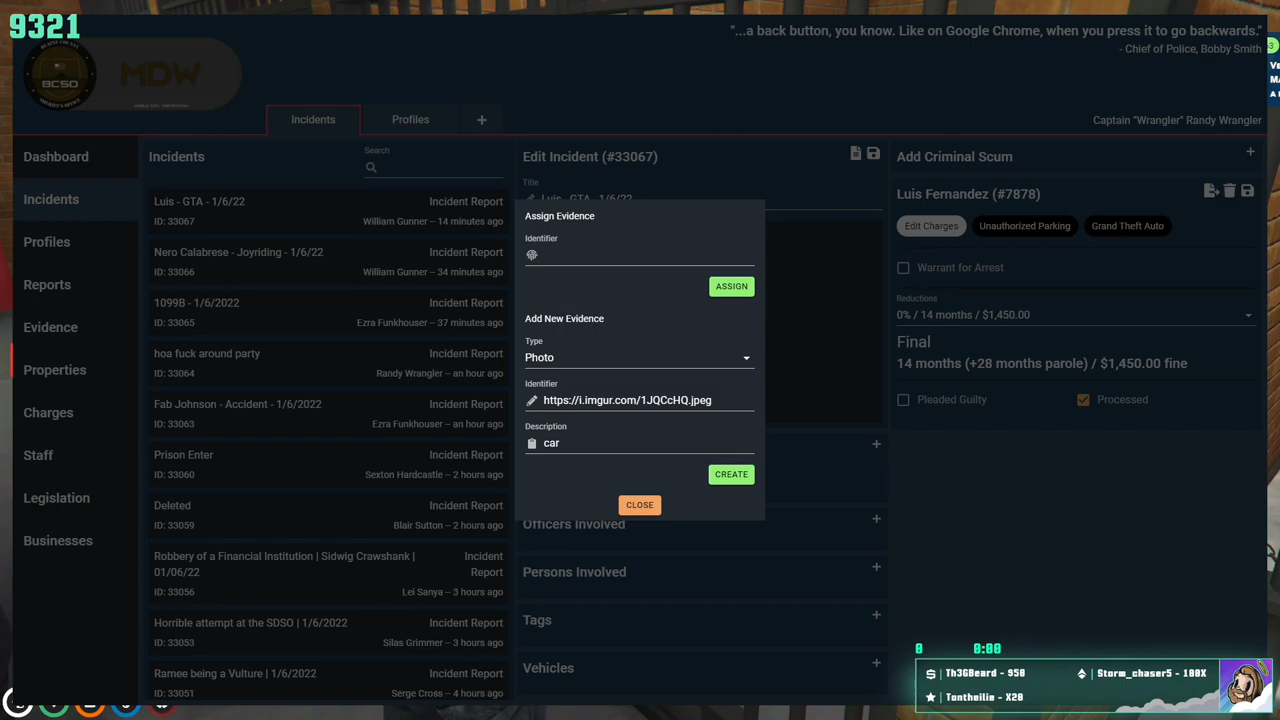 9321
"...a back button, you know. Like on Google Chrome, when you press it to go backwards."
- Chief of Police, Bobby Smith
BCSO
MDW
Incidents
Profiles
+
Captain "Wrangler" Randy Wrangler
Dashboard
Incidents
Profiles
Reports
Evidence
Properties
Charges
Staff
Legislation
Businesses
Incidents
Search
Luis - GTA - 1/6/22 Incident Report
ID: 33067 William Gunner – 14 minutes ago
Nero Calabrese - Joyriding - 1/6/22 Incident Report
ID: 33066 William Gunner – 34 minutes ago
1099B - 1/6/2022 Incident Report
ID: 33065 Ezra Funkhouser – 37 minutes ago
hoa fuck around party Incident Report
ID: 33064 Randy Wrangler – an hour ago
Fab Johnson - Accident - 1/6/22 Incident Report
ID: 33063 Ezra Funkhouser – an hour ago
Prison Enter Incident Report
ID: 33060 Sexton Hardcastle – 2 hours ago
Deleted Incident Report
ID: 33059 Blair Sutton – 2 hours ago
Robbery of a Financial Institution | Sidwig Crawshank | Incident
01/06/22 Report
ID: 33056 Lei Sanya – 3 hours ago
Horrible attempt at the SDSO | 1/6/2022 Incident Report
ID: 33053 Silas Grimmer – 3 hours ago
Ramee being a Vulture | 1/6/2022 Incident Report
ID: 33051 Serge Cross – 4 hours ago
Edit Incident (#33067)
Title
Luis - GTA - 1/6/22
Assign Evidence
Identifier
ASSIGN
Add New Evidence
Type
Photo
Identifier
https://i.imgur.com/1JQCcHQ.jpeg
Description
car
CREATE
CLOSE
Officers Involved
Persons Involved
Tags
Vehicles
Add Criminal Scum
Luis Fernandez (#7878)
Edit Charges
Unauthorized Parking
Grand Theft Auto
Warrant for Arrest
Reductions
0% / 14 months / $1,450.00
Final
14 months (+28 months parole) / $1,450.00 fine
Pleaded Guilty
Processed
0 0:00
Th3GBeard - $50
Storm_chaser5 - 100X
Tontheilio - X20